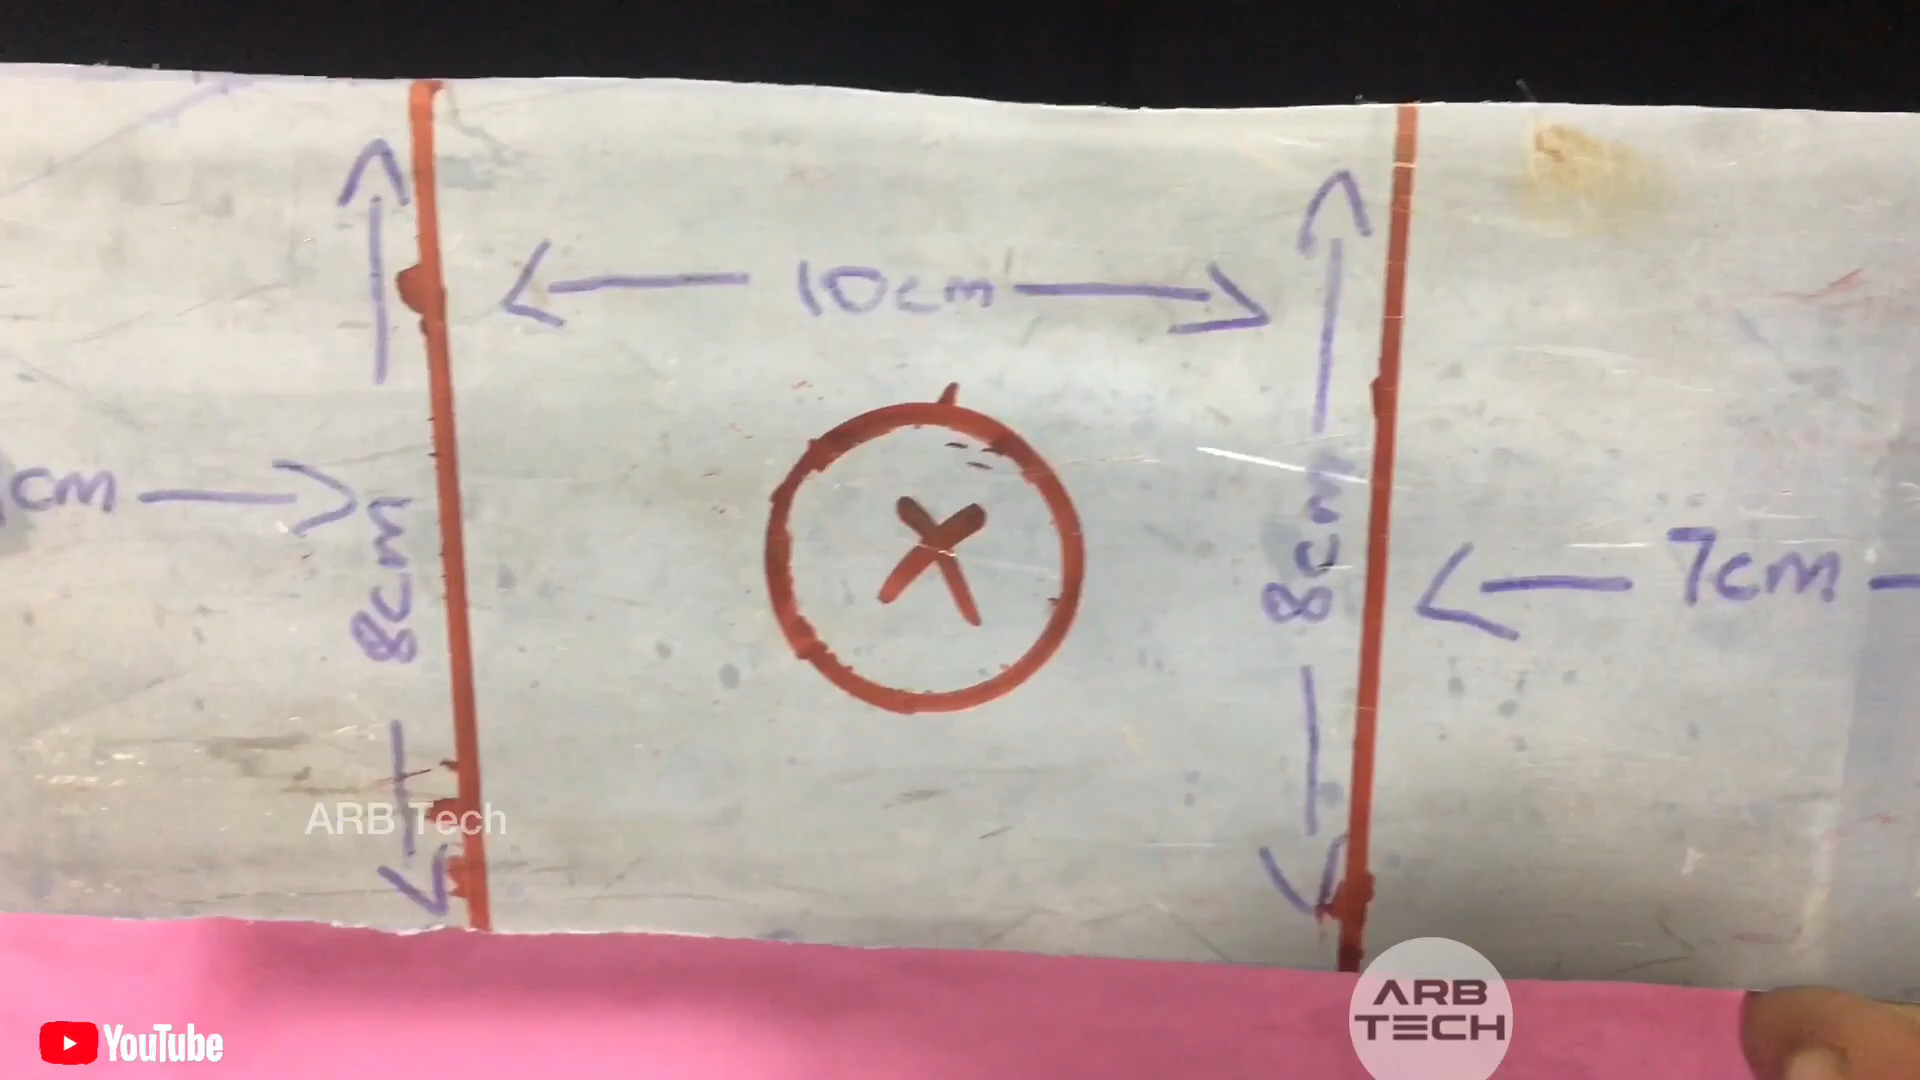 10cm
cm
8cm
8cm
7cm
X
ARB Tech
ARB
TECH
YouTube